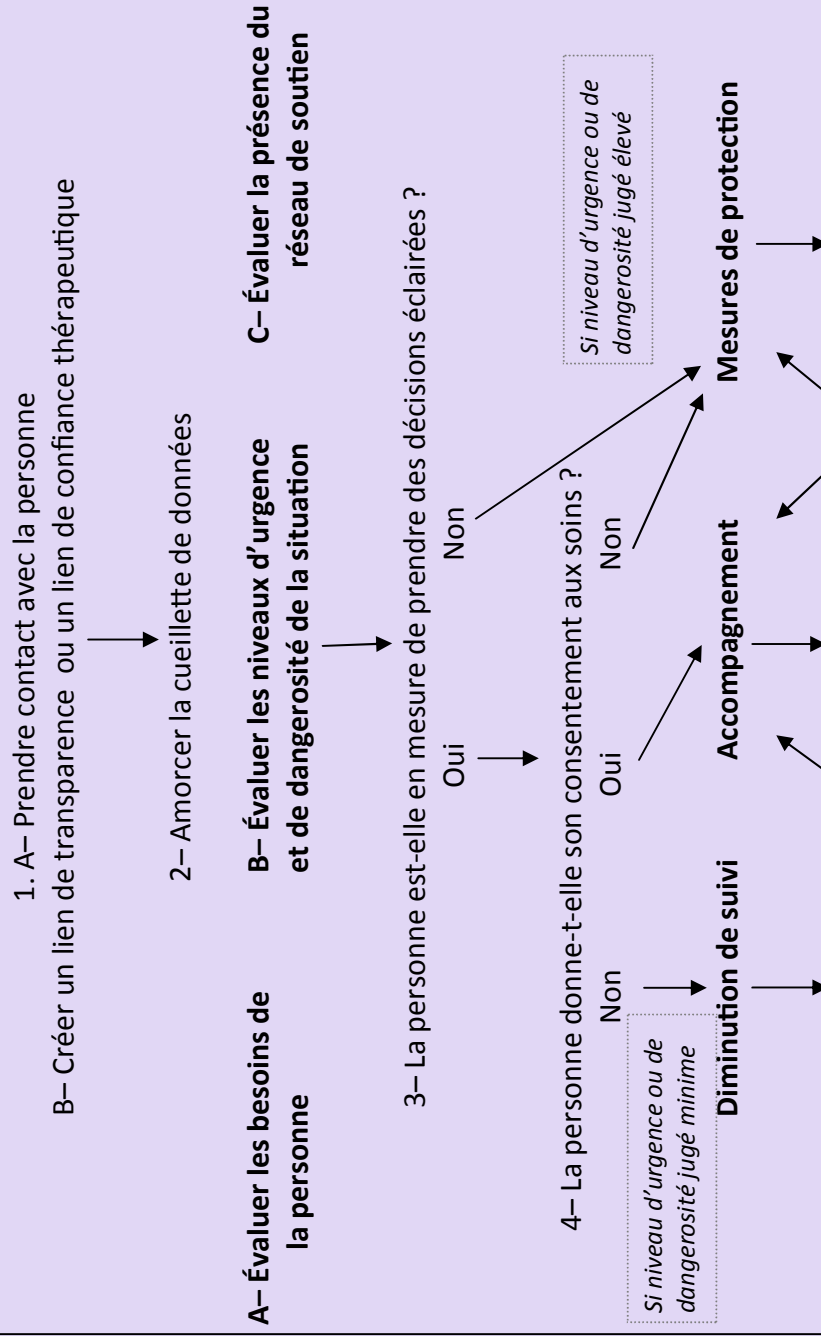 1. A– Prendre contact avec la personne
B– Créer un lien de transparence ou un lien de confiance thérapeutique
2– Amorcer la cueillette de données
A– Évaluer les besoins de
la personne
B– Évaluer les niveaux d'urgence
et de dangerosité de la situation
C– Évaluer la présence du
réseau de soutien
3– La personne est-elle en mesure de prendre des décisions éclairées ?
Oui
Non
4– La personne donne-t-elle son consentement aux soins ?
Non
Oui
Non
Si niveau d'urgence ou de
dangerosité jugé minime
Si niveau d'urgence ou de
dangerosité jugé élevé
Diminution de suivi
Accompagnement
Mesures de protection